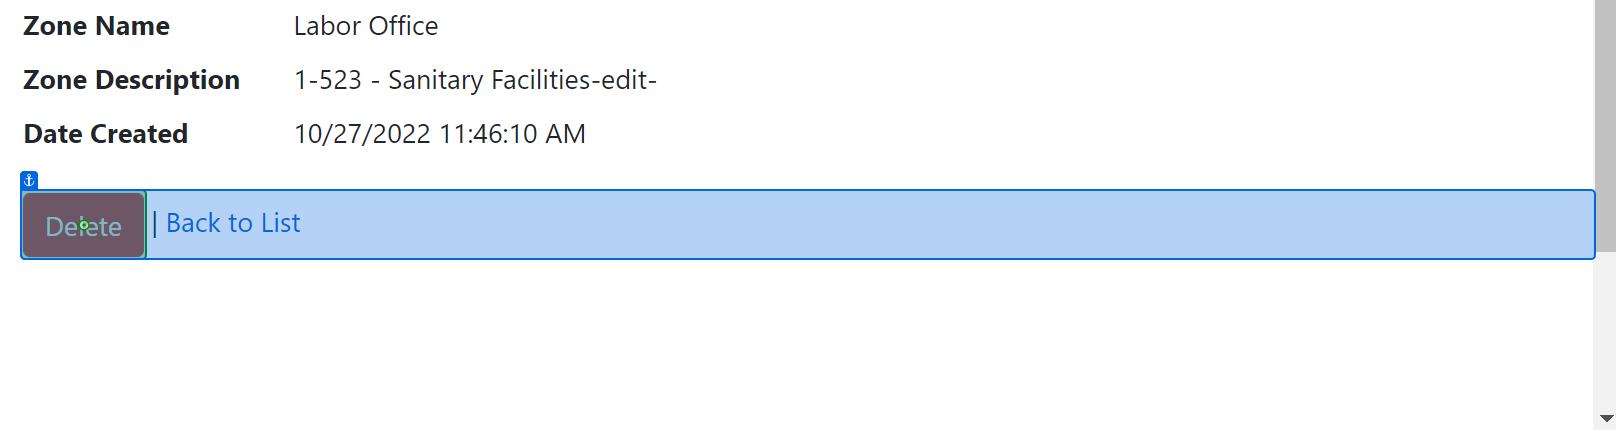 Zone Name Labor Office
Zone Description 1-523 - Sanitary Facilities-edit-
Date Created 10/27/2022 11:46:10 AM
Delete | Back to List